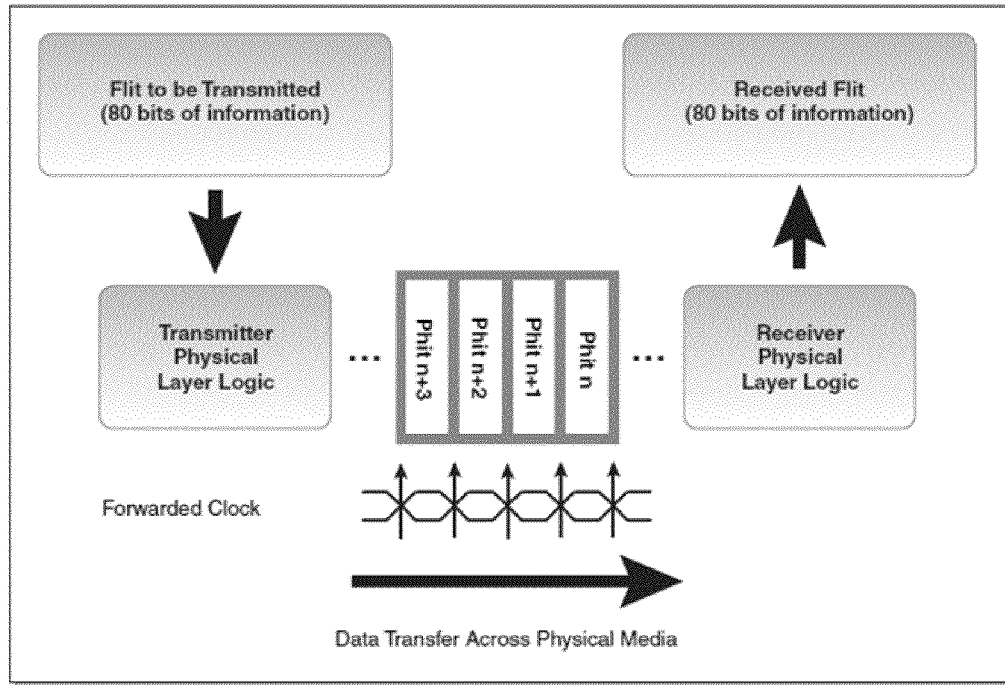 Flit to be Transmitted
(80 bits of information)
Received Flit
(80 bits of information)
Transmitter
Physical
Layer Logic
...
Phit n+3
Phit n+2
Phit n+1
Phit n
...
Receiver
Physical
Layer Logic
Forwarded Clock
Data Transfer Across Physical Media